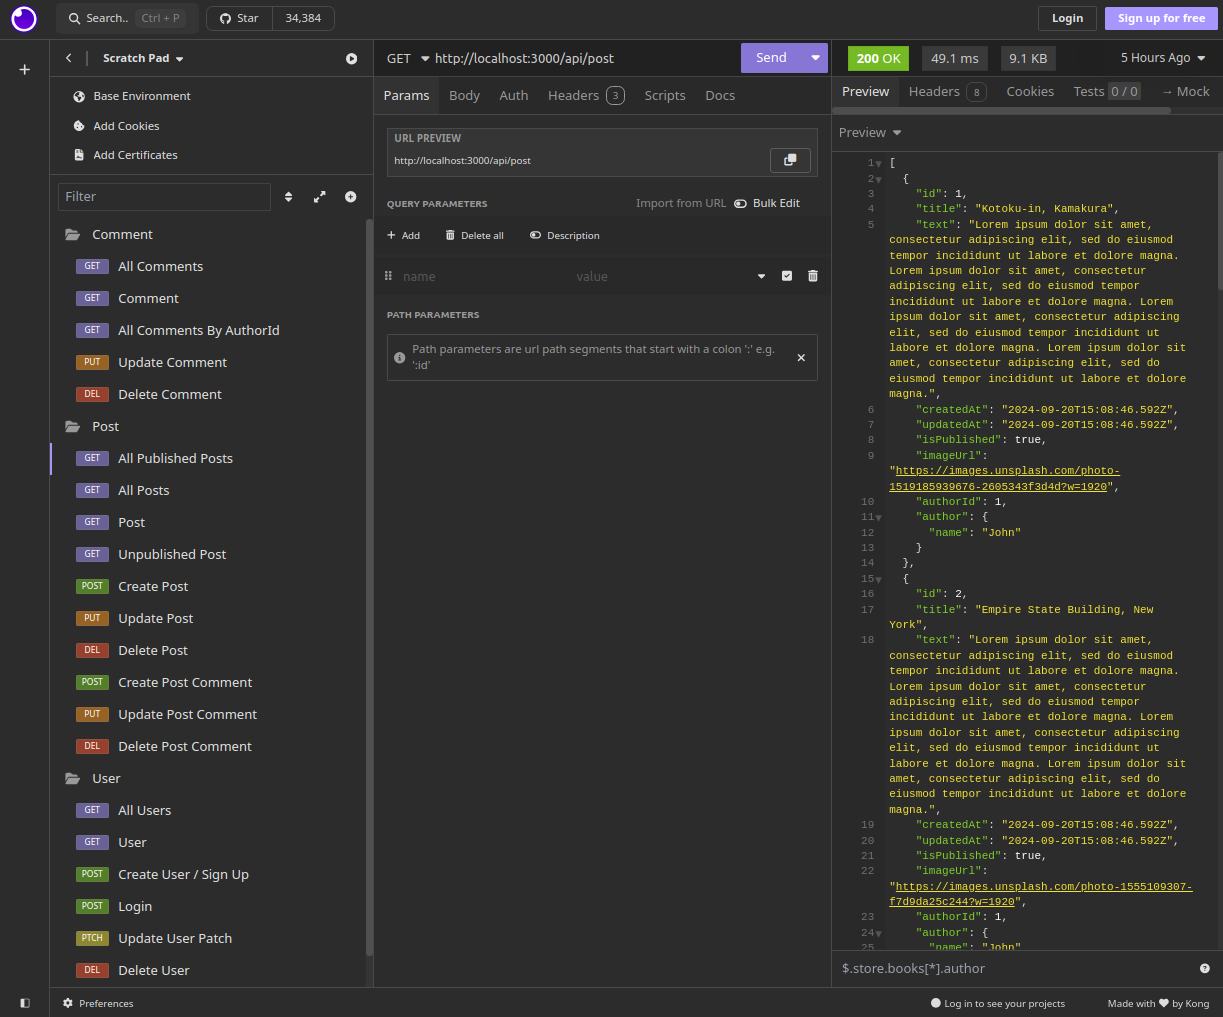 Search.. Ctrl + P Star 34,384 Login Sign up for free
Scratch Pad
Base Environment
Add Cookies
Add Certificates
Filter
Comment
GET All Comments
GET Comment
GET All Comments By AuthorId
PUT Update Comment
DEL Delete Comment
Post
GET All Published Posts
GET All Posts
GET Post
GET Unpublished Post
POST Create Post
PUT Update Post
DEL Delete Post
POST Create Post Comment
PUT Update Post Comment
DEL Delete Post Comment
User
GET All Users
GET User
POST Create User / Sign Up
POST Login
PTCH Update User Patch
DEL Delete User
GET http://localhost:3000/api/post Send
Params Body Auth Headers 3 Scripts Docs
URL PREVIEW
http://localhost:3000/api/post
QUERY PARAMETERS Import from URL Bulk Edit
Add Delete all Description
name value
PATH PARAMETERS
Path parameters are url path segments that start with a colon ':' e.g.
':id'
200 OK 49.1 ms 9.1 KB 5 Hours Ago
Preview Headers 8 Cookies Tests 0 / 0 → Mock
Preview
1 [
2 {
3 "id": 1,
4 "title": "Kotoku-in, Kamakura",
5 "text": "Lorem ipsum dolor sit amet,
consectetur adipiscing elit, sed do eiusmod
tempor incididunt ut labore et dolore magna.
Lorem ipsum dolor sit amet, consectetur
adipiscing elit, sed do eiusmod tempor
incididunt ut labore et dolore magna. Lorem
ipsum dolor sit amet, consectetur adipiscing
elit, sed do eiusmod tempor incididunt ut
labore et dolore magna. Lorem ipsum dolor sit
amet, consectetur adipiscing elit, sed do
eiusmod tempor incididunt ut labore et dolore
magna.",
6 "createdAt": "2024-09-20T15:08:46.592Z",
7 "updatedAt": "2024-09-20T15:08:46.592Z",
8 "isPublished": true,
9 "imageUrl":
"https://images.unsplash.com/photo-
1519185939676-2605343f3d4d?w=1920",
10 "authorId": 1,
11 "author": {
12 "name": "John"
13 }
14 },
15 {
16 "id": 2,
17 "title": "Empire State Building, New
York",
18 "text": "Lorem ipsum dolor sit amet,
consectetur adipiscing elit, sed do eiusmod
tempor incididunt ut labore et dolore magna.
Lorem ipsum dolor sit amet, consectetur
adipiscing elit, sed do eiusmod tempor
incididunt ut labore et dolore magna. Lorem
ipsum dolor sit amet, consectetur adipiscing
elit, sed do eiusmod tempor incididunt ut
labore et dolore magna. Lorem ipsum dolor sit
amet, consectetur adipiscing elit, sed do
eiusmod tempor incididunt ut labore et dolore
magna.",
19 "createdAt": "2024-09-20T15:08:46.592Z",
20 "updatedAt": "2024-09-20T15:08:46.592Z",
21 "isPublished": true,
22 "imageUrl":
"https://images.unsplash.com/photo-1555109307-
f7d9da25c244?w=1920",
23 "authorId": 1,
24 "author": {
25 "name": "John"
$.store.books[*].author
Preferences Log in to see your projects Made with ♥ by Kong